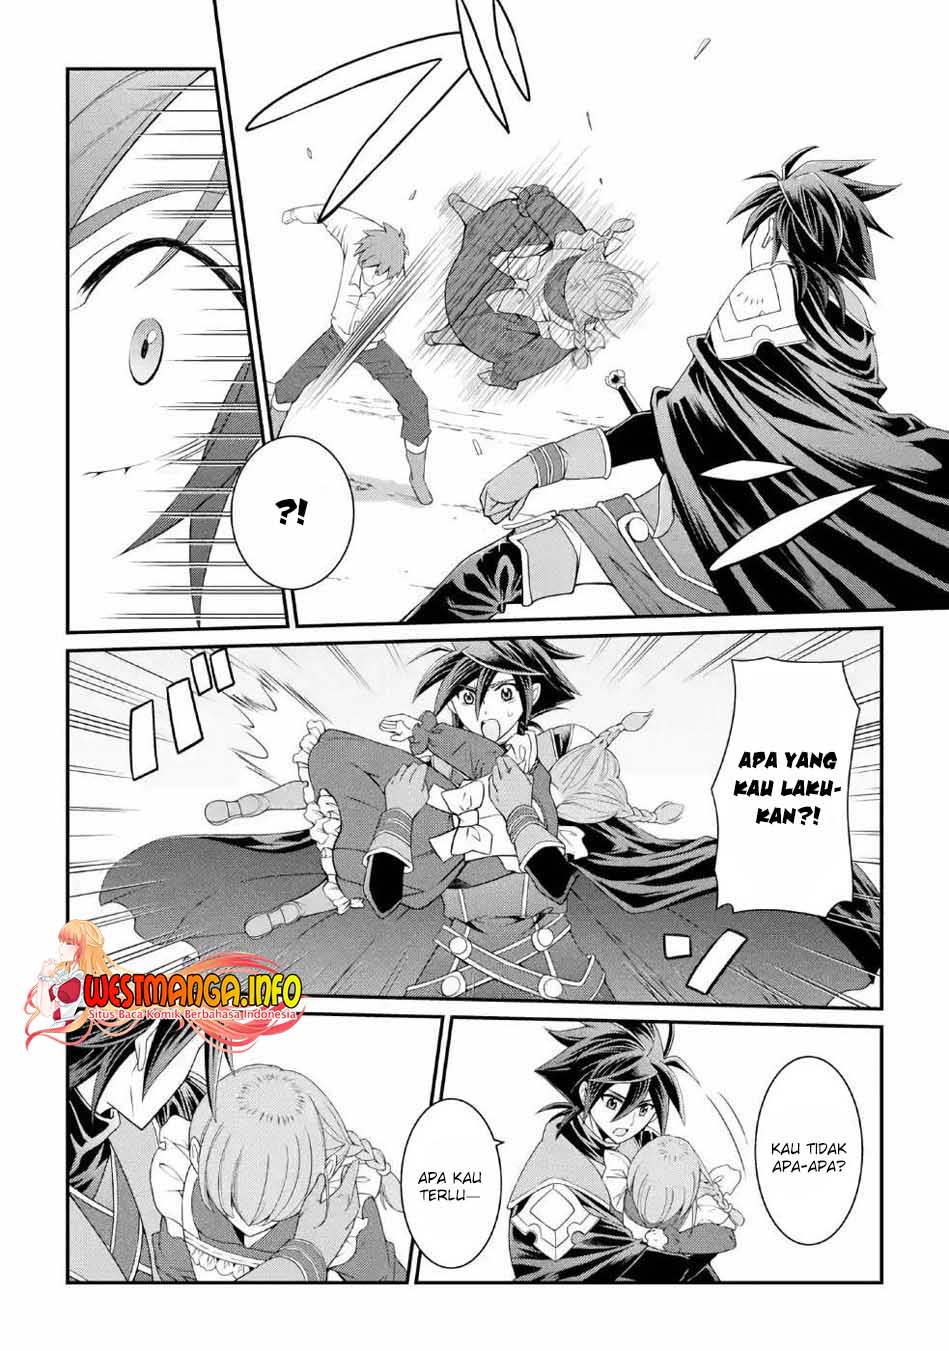 ?!
APA YANG
KAU LAKU-
KAN?!
WESTMANGA.INFO
Situs Baca Komik Berbahasa Indonesia
KAU TIDAK
APA-APA?
APA KAU
TERLU—